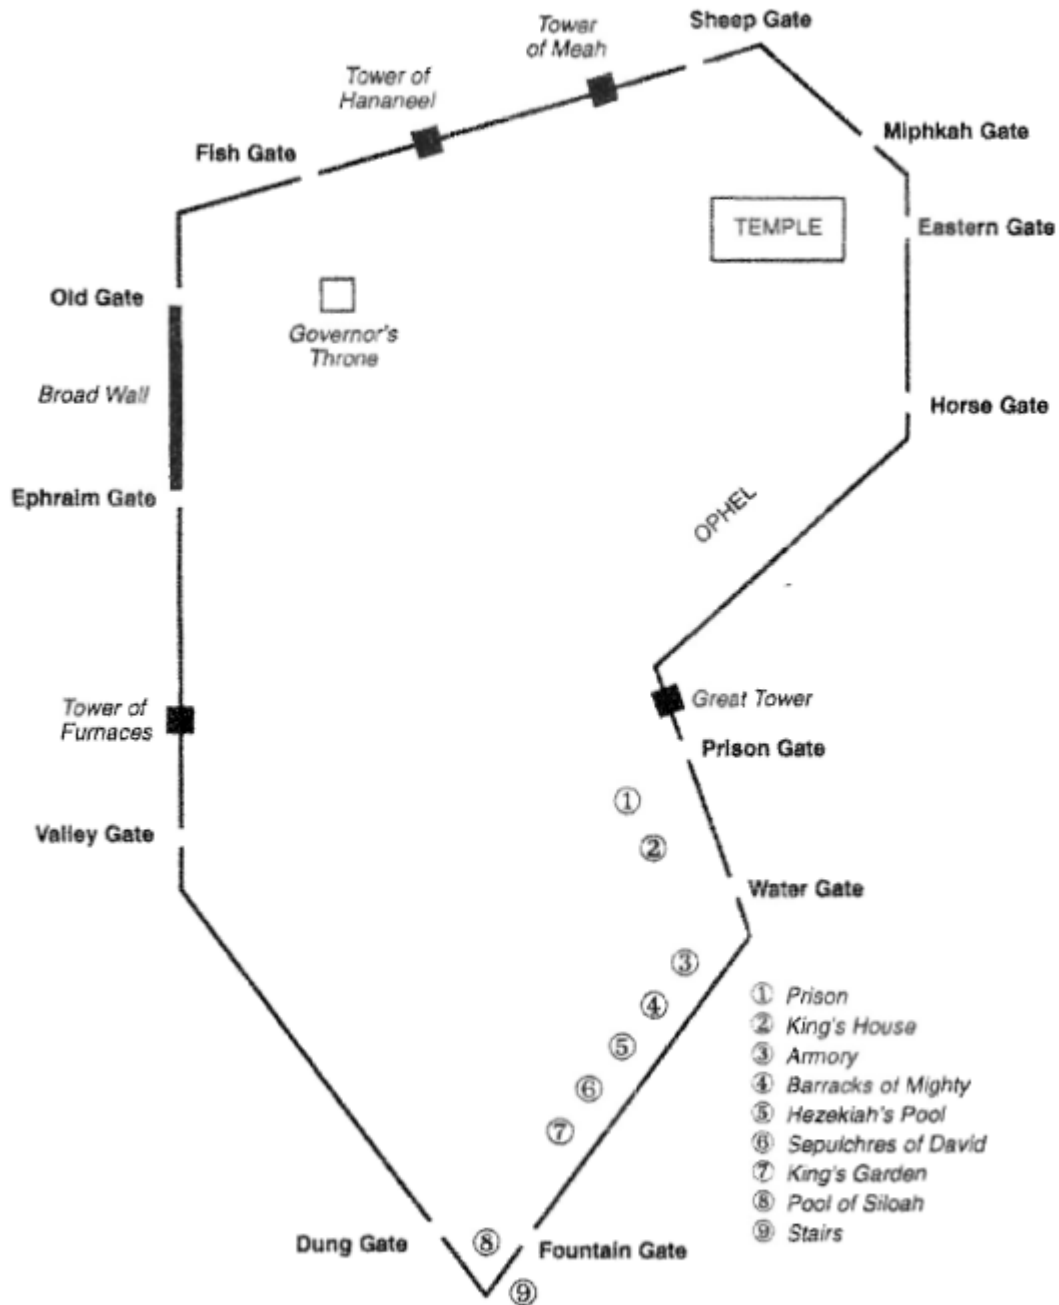 Sheep Gate
Tower
of Meah
Tower of
Hananeel
Miphkah Gate
Fish Gate
TEMPLE
Eastern Gate
Old Gate
Governor's
Throne
Broad Wall
Horse Gate
Ephraim Gate
OPHEL
Tower of
Furnaces
Great Tower
Prison Gate
①
Valley Gate
②
Water Gate
③
④
⑤
⑥
⑦
① Prison
② King's House
③ Armory
④ Barracks of Mighty
⑤ Hezekiah's Pool
⑥ Sepulchres of David
⑦ King's Garden
⑧ Pool of Siloah
⑨ Stairs
Dung Gate
⑧
Fountain Gate
⑨